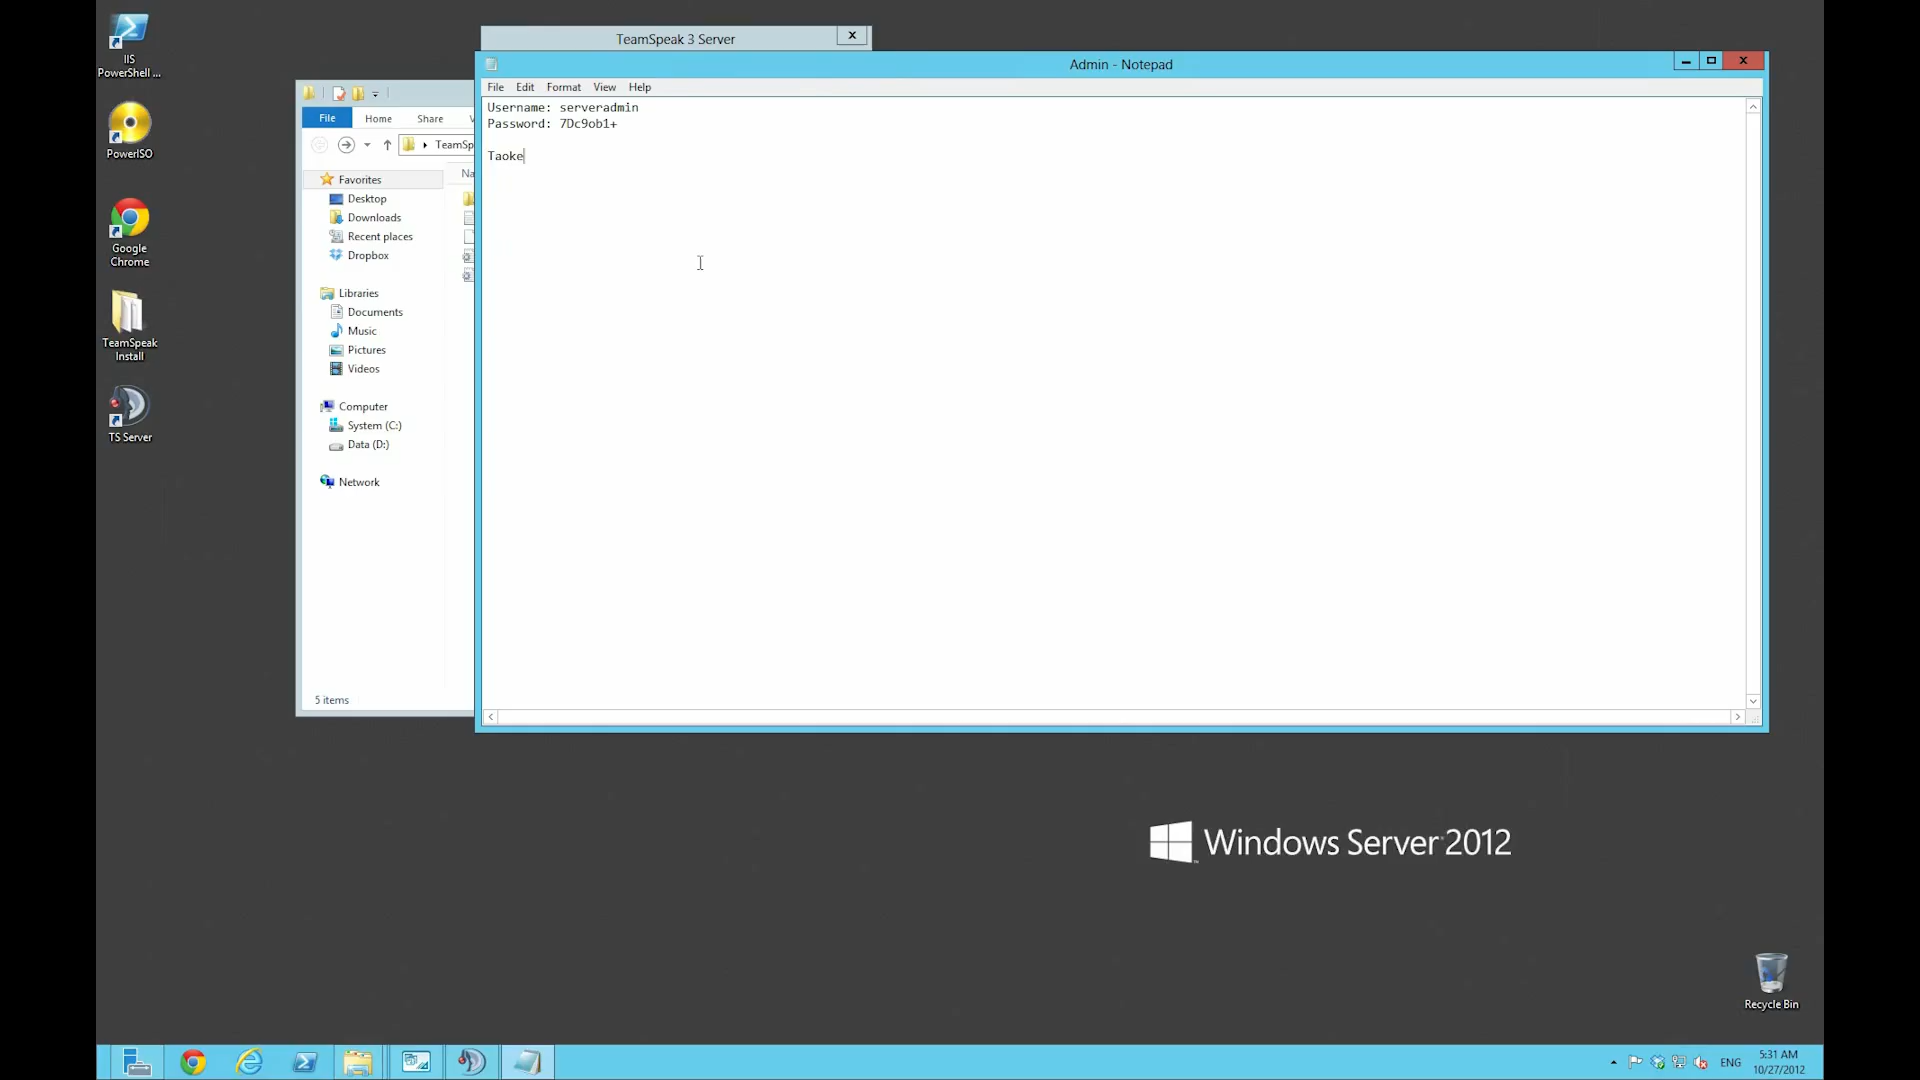 IIS
PowerShell ...
PowerISO
Google
Chrome
TeamSpeak
Install
TS Server
TeamSpeak 3 Server
Admin - Notepad
File Edit Format View Help
Username: serveradmin
Password: 7Dc9ob1+
Taoke
File Home Share
TeamSp
Na
Favorites
Desktop
Downloads
Recent places
Dropbox
Libraries
Documents
Music
Pictures
Videos
Computer
System (C:)
Data (D:)
Network
5 items
Windows Server 2012
Recycle Bin
ENG
5:31 AM
10/27/2012